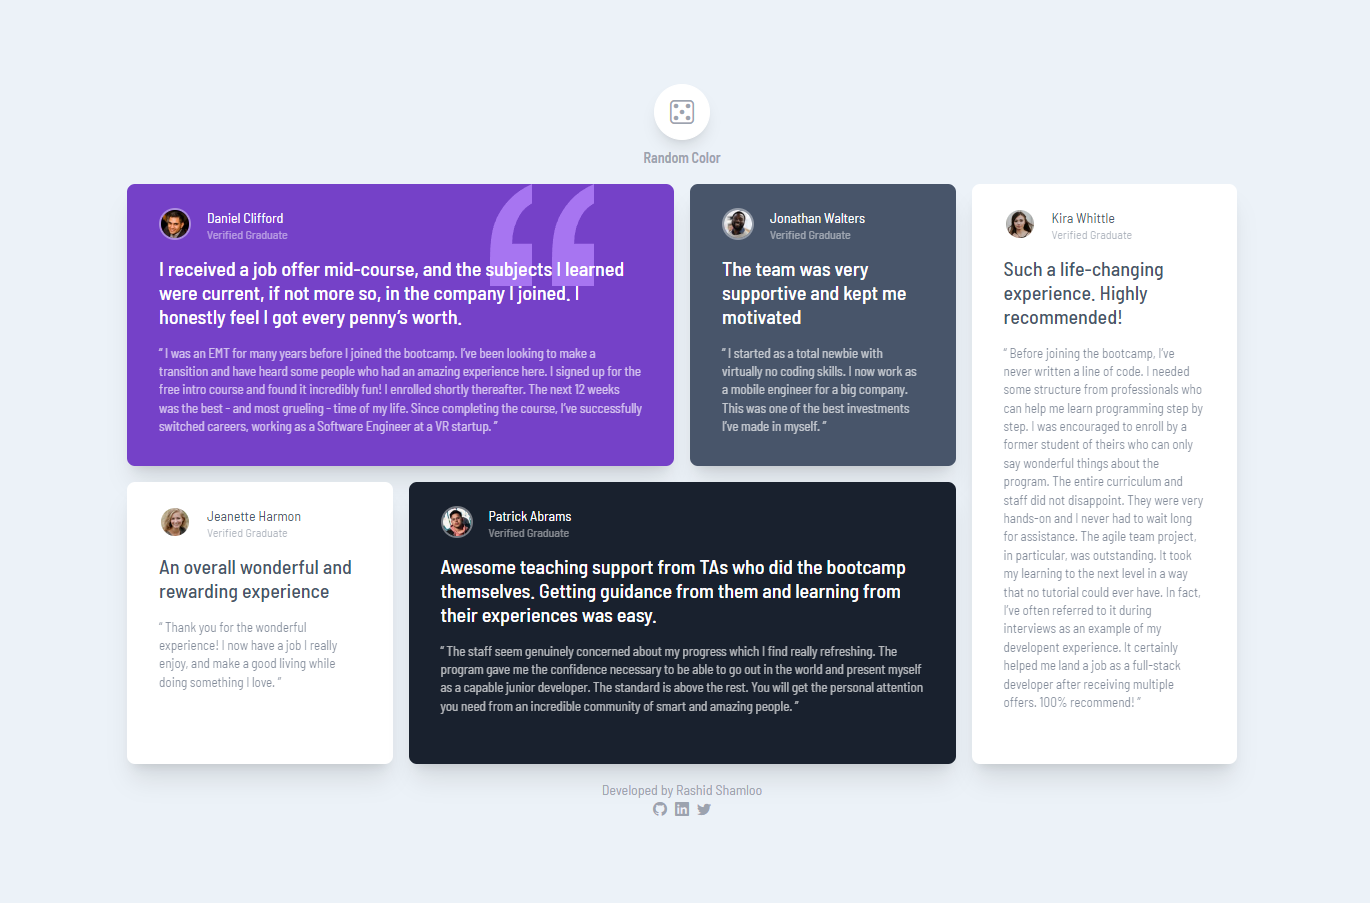 Random Color
Daniel Clifford
Verified Graduate
I received a job offer mid-course, and the subjects I learned
were current, if not more so, in the company I joined. I
honestly feel I got every penny’s worth.
“ I was an EMT for many years before I joined the bootcamp. I’ve been looking to make a
transition and have heard some people who had an amazing experience here. I signed up for the
free intro course and found it incredibly fun! I enrolled shortly thereafter. The next 12 weeks
was the best - and most grueling - time of my life. Since completing the course, I’ve successfully
switched careers, working as a Software Engineer at a VR startup. ”
Jonathan Walters
Verified Graduate
The team was very
supportive and kept me
motivated
“ I started as a total newbie with
virtually no coding skills. I now work as
a mobile engineer for a big company.
This was one of the best investments
I’ve made in myself. ”
Kira Whittle
Verified Graduate
Such a life-changing
experience. Highly
recommended!
“ Before joining the bootcamp, I’ve
never written a line of code. I needed
some structure from professionals who
can help me learn programming step by
step. I was encouraged to enroll by a
former student of theirs who can only
say wonderful things about the
program. The entire curriculum and
staff did not disappoint. They were very
hands-on and I never had to wait long
for assistance. The agile team project,
in particular, was outstanding. It took
my learning to the next level in a way
that no tutorial could ever have. In fact,
I’ve often referred to it during
interviews as an example of my
developent experience. It certainly
helped me land a job as a full-stack
developer after receiving multiple
offers. 100% recommend! ”
Jeanette Harmon
Verified Graduate
An overall wonderful and
rewarding experience
“ Thank you for the wonderful
experience! I now have a job I really
enjoy, and make a good living while
doing something I love. ”
Patrick Abrams
Verified Graduate
Awesome teaching support from TAs who did the bootcamp
themselves. Getting guidance from them and learning from
their experiences was easy.
“ The staff seem genuinely concerned about my progress which I find really refreshing. The
program gave me the confidence necessary to be able to go out in the world and present myself
as a capable junior developer. The standard is above the rest. You will get the personal attention
you need from an incredible community of smart and amazing people. ”
Developed by Rashid Shamloo